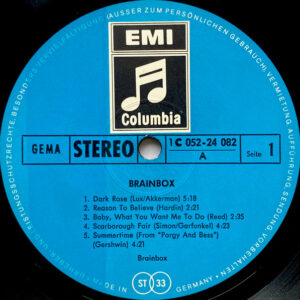 EMI
Columbia
GEMA
STEREO
1 C 052-24 082
A
Seite 1
BRAINBOX
1. Dark Rose (Lux/Akkerman) 5:18
2. Reason To Believe (Hardin) 2:21
3. Baby, What You Want Me To Do (Reed) 2:35
4. Scarborough Fair (Simon/Garfunkel) 4:21
5. Summertime (From "Porgy And Bess")
(Gershwin) 4:21
Brainbox
ST 33
(AUSSER ZUM PERSÖNLICHEN GEBRAUCH) VERMIETUNG, AUFFÜHRUNG, SENDUNG, VORBEHALTEN
GERMANY